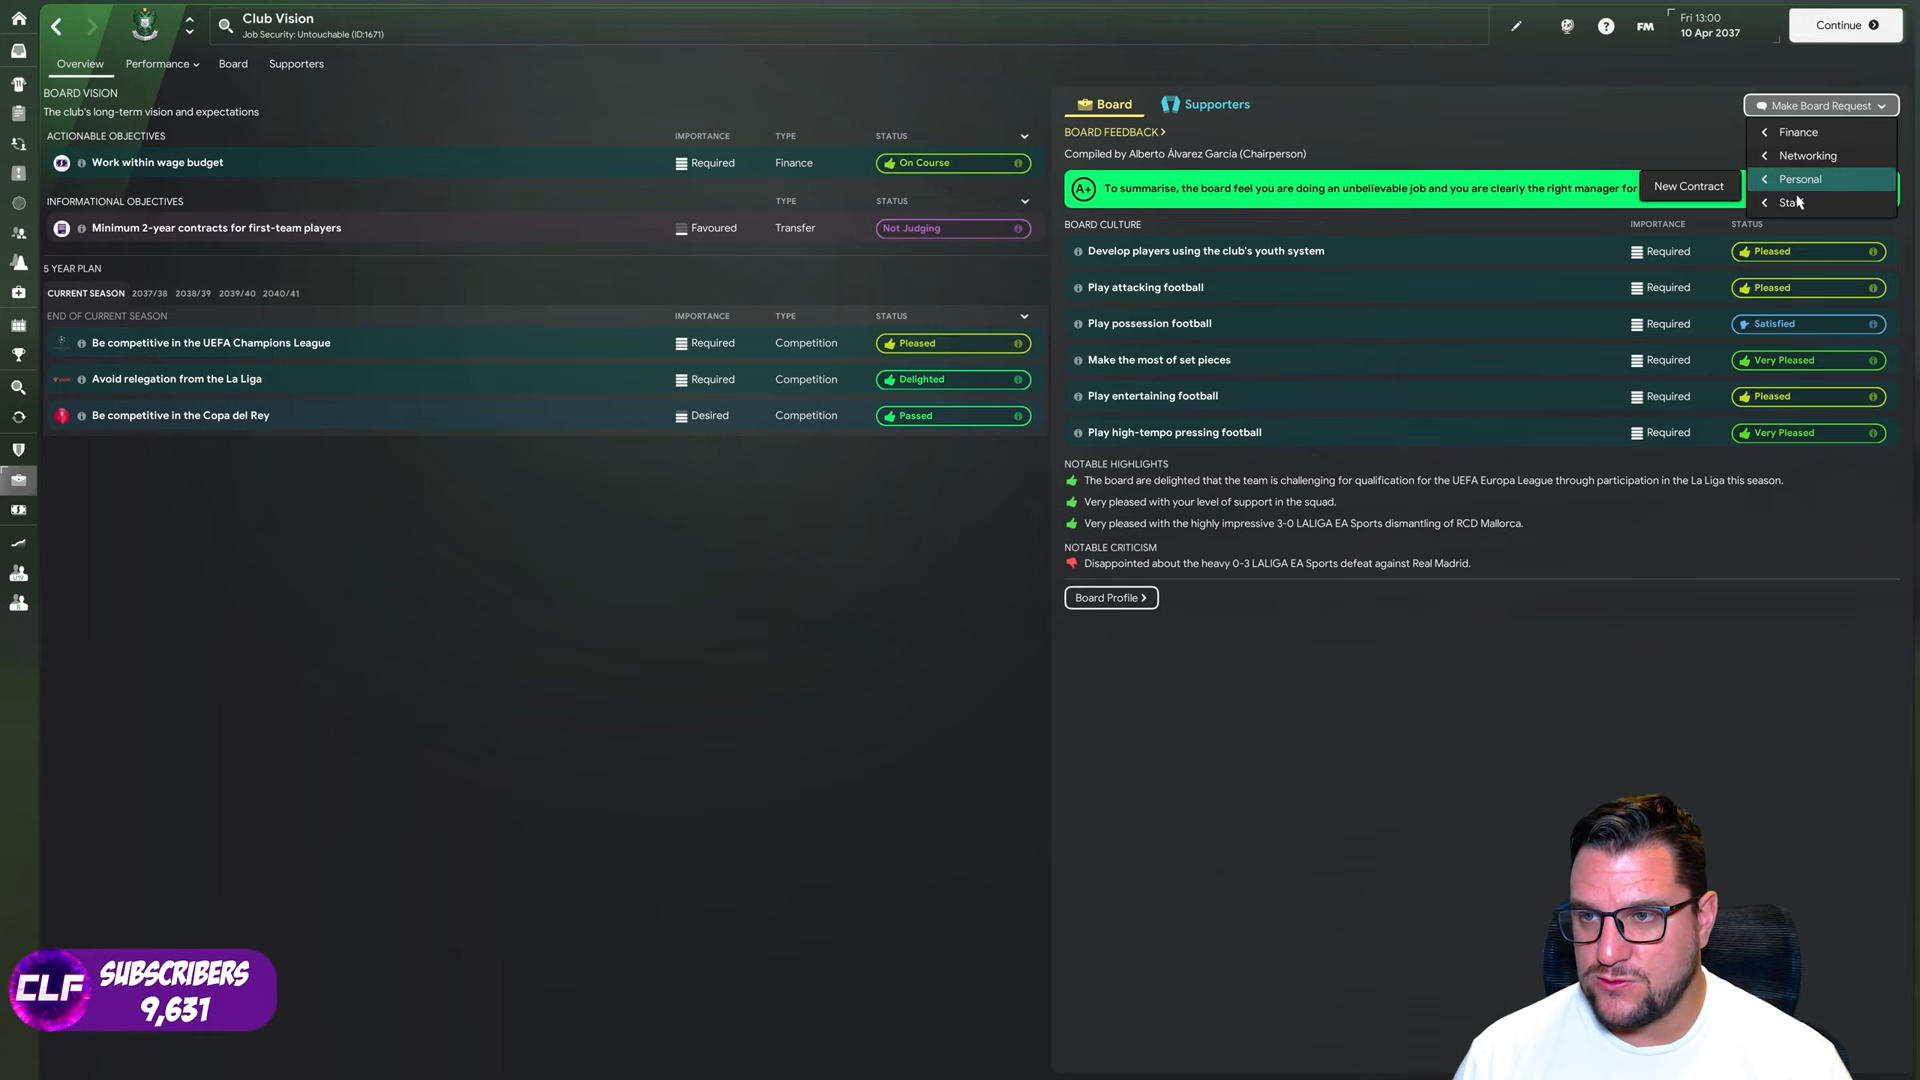 Club Vision
Job Security: Untouchable (ID:1671)
FM
Fri 13:00
10 Apr 2037
Continue
Overview
Performance
Board
Supporters
BOARD VISION
The club's long-term vision and expectations
ACTIONABLE OBJECTIVES IMPORTANCE TYPE STATUS
Work within wage budget Required Finance On Course
INFORMATIONAL OBJECTIVES TYPE STATUS
Minimum 2-year contracts for first-team players Favoured Transfer Not Judging
5 YEAR PLAN
CURRENT SEASON 2037/38 2038/39 2039/40 2040/41
END OF CURRENT SEASON IMPORTANCE TYPE STATUS
Be competitive in the UEFA Champions League Required Competition Pleased
Avoid relegation from the La Liga Required Competition Delighted
Be competitive in the Copa del Rey Desired Competition Passed
Board
Supporters
Make Board Request
Finance
Networking
Personal
New Contract
BOARD FEEDBACK
Compiled by Alberto Álvarez García (Chairperson)
A+ To summarise, the board feel you are doing an unbelievable job and you are clearly the right manager for
BOARD CULTURE IMPORTANCE STATUS
Develop players using the club's youth system Required Pleased
Play attacking football Required Pleased
Play possession football Required Satisfied
Make the most of set pieces Required Very Pleased
Play entertaining football Required Pleased
Play high-tempo pressing football Required Very Pleased
NOTABLE HIGHLIGHTS
The board are delighted that the team is challenging for qualification for the UEFA Europa League through participation in the La Liga this season.
Very pleased with your level of support in the squad.
Very pleased with the highly impressive 3-0 LALIGA EA Sports dismantling of RCD Mallorca.
NOTABLE CRITICISM
Disappointed about the heavy 0-3 LALIGA EA Sports defeat against Real Madrid.
Board Profile
CLF
SUBSCRIBERS
9,631